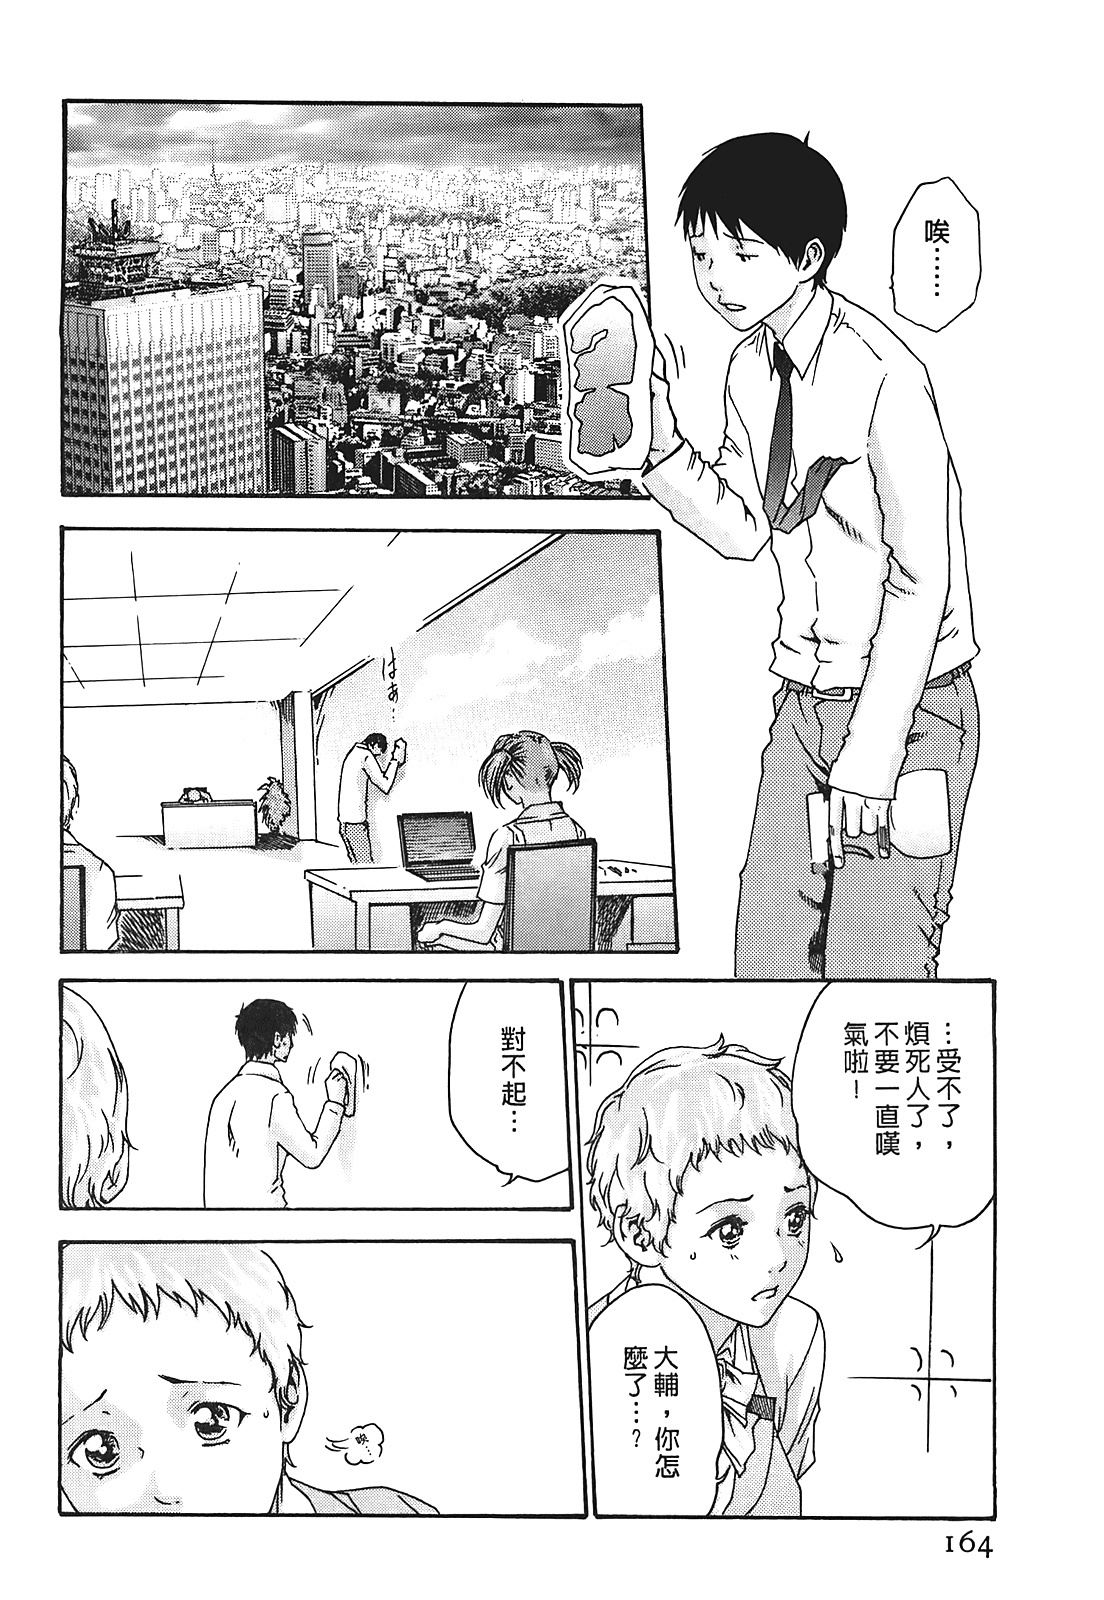 唉……
はぁ…
…受不了，
煩死人了，
不要一直嘆
氣啦！
大輔，你怎
麼了…？
對不起…
唉…
164